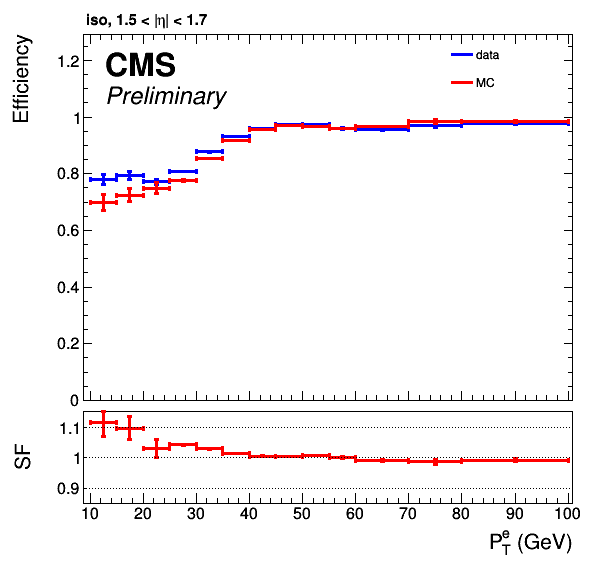 iso, 1.5 < |η| < 1.7
Efficiency
CMS
Preliminary
data
MC
1.2
1
0.8
0.6
0.4
0.2
0
SF
1.1
1
0.9
10 20 30 40 50 60 70 80 90 100
P_T^e (GeV)